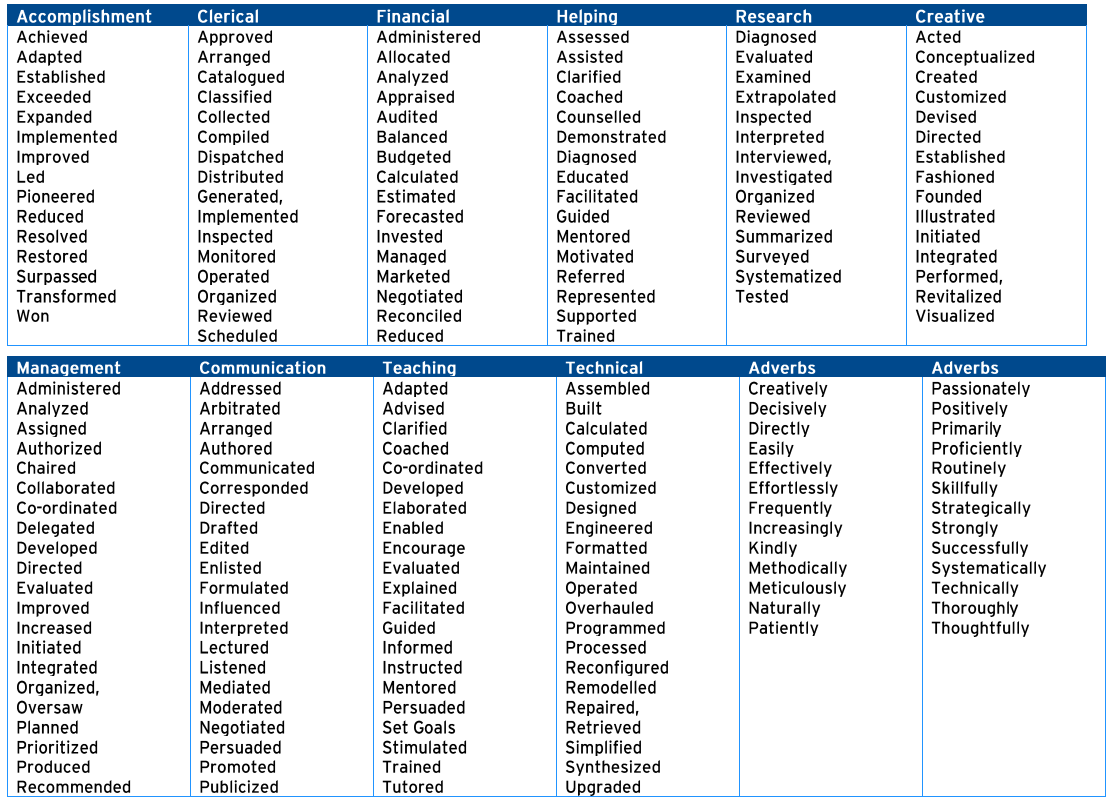 Accomplishment Clerical Financial Helping Research Creative
Achieved Approved Administered Assessed Diagnosed Acted
Adapted Arranged Allocated Assisted Evaluated Conceptualized
Established Catalogued Analyzed Clarified Examined Created
Exceeded Classified Appraised Coached Extrapolated Customized
Expanded Collected Audited Counselled Inspected Devised
Implemented Compiled Balanced Demonstrated Interpreted Directed
Improved Dispatched Budgeted Diagnosed Interviewed, Established
Led Distributed Calculated Educated Investigated Fashioned
Pioneered Generated, Estimated Facilitated Organized Founded
Reduced Implemented Forecasted Guided Reviewed Illustrated
Resolved Inspected Invested Mentored Summarized Initiated
Restored Monitored Managed Motivated Surveyed Integrated
Surpassed Operated Marketed Referred Systematized Performed,
Transformed Organized Negotiated Represented Tested Revitalized
Won Reviewed Reconciled Supported Visualized
Scheduled Reduced Trained
Management Communication Teaching Technical Adverbs Adverbs
Administered Addressed Adapted Assembled Creatively Passionately
Analyzed Arbitrated Advised Built Decisively Positively
Assigned Arranged Clarified Calculated Directly Primarily
Authorized Authored Coached Computed Easily Proficiently
Chaired Communicated Co-ordinated Converted Effectively Routinely
Collaborated Corresponded Developed Customized Effortlessly Skillfully
Co-ordinated Directed Elaborated Designed Frequently Strategically
Delegated Drafted Enabled Engineered Increasingly Strongly
Developed Edited Encourage Formatted Kindly Successfully
Directed Enlisted Evaluated Maintained Methodically Systematically
Evaluated Formulated Explained Operated Meticulously Technically
Improved Influenced Facilitated Overhauled Naturally Thoroughly
Increased Interpreted Guided Programmed Patiently Thoughtfully
Initiated Lectured Informed Processed
Integrated Listened Instructed Reconfigured
Organized, Mediated Mentored Remodelled
Oversaw Moderated Persuaded Repaired,
Planned Negotiated Set Goals Retrieved
Prioritized Persuaded Stimulated Simplified
Produced Promoted Trained Synthesized
Recommended Publicized Tutored Upgraded